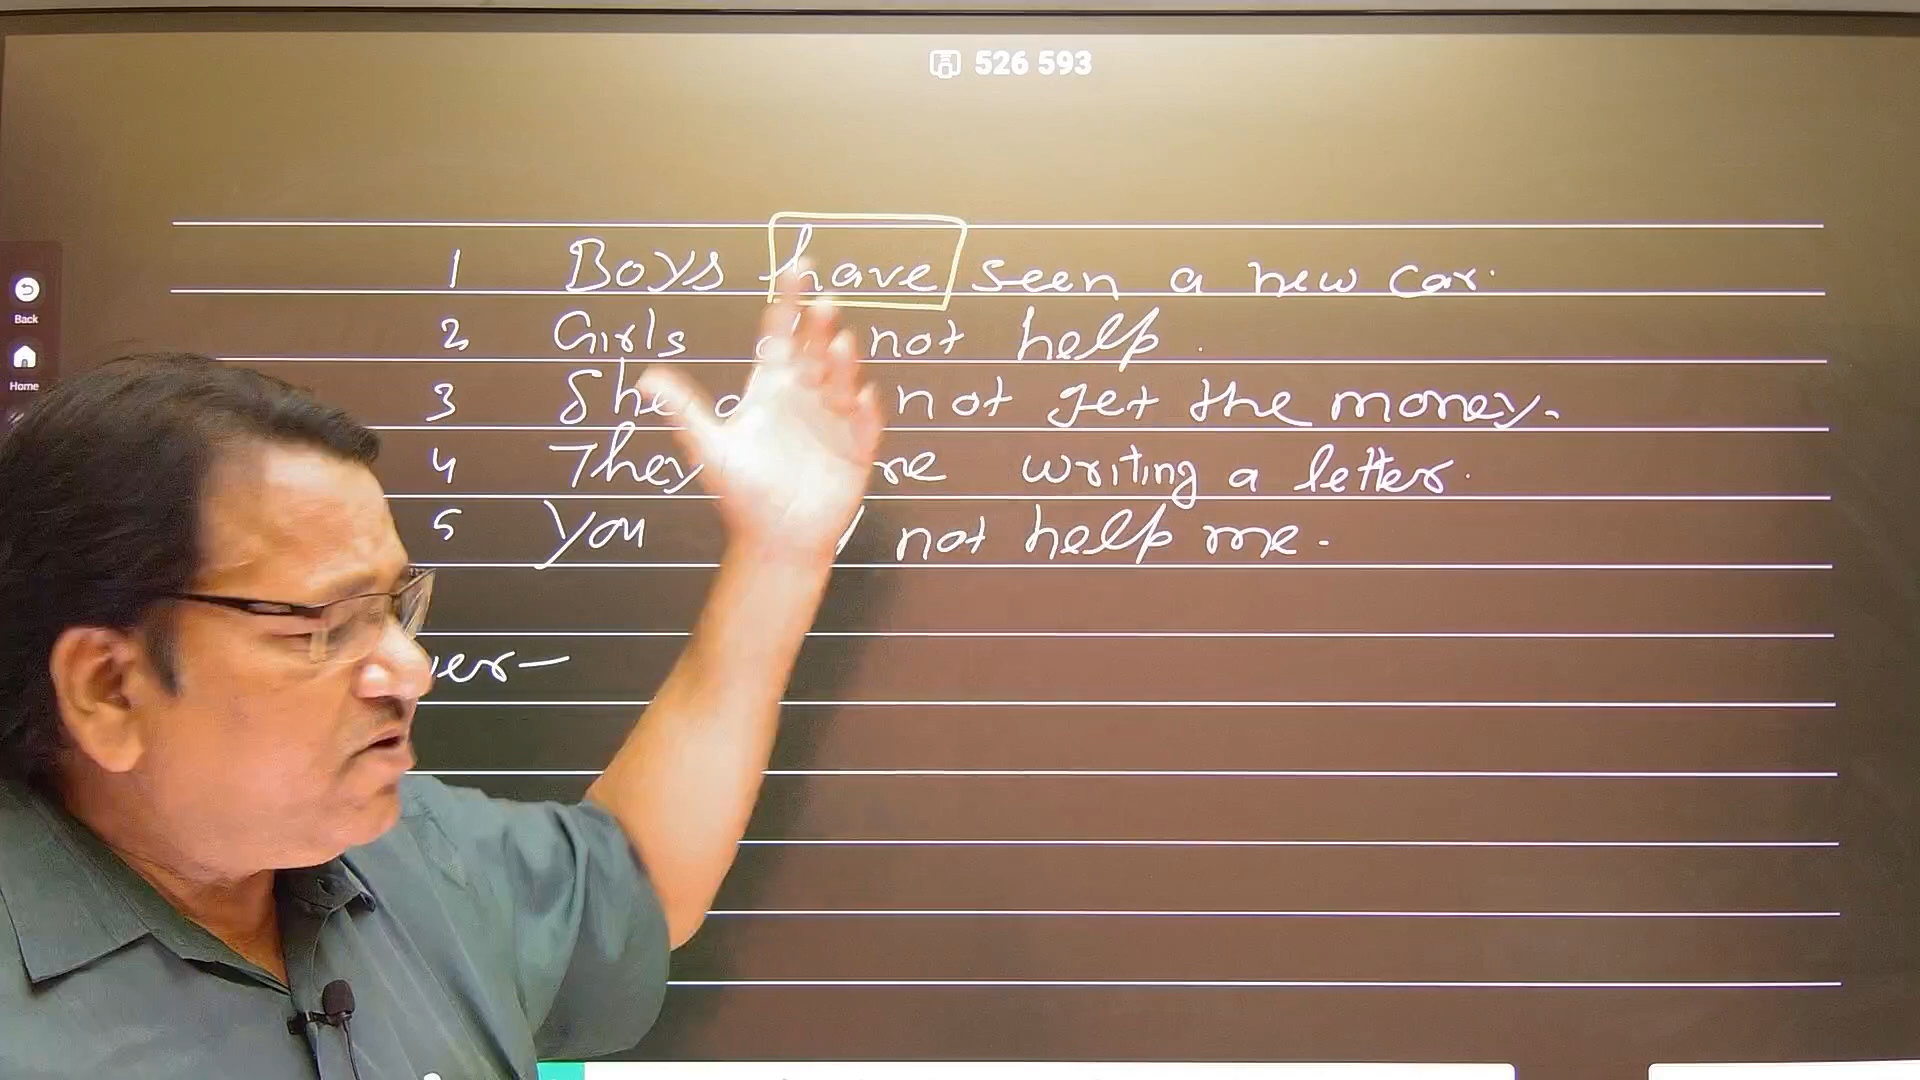 526 593
1 Boys have seen a new car.
2 Girls not help.
3 She not get the money.
4 They writing a letter.
5 You not help me.
Back
Home